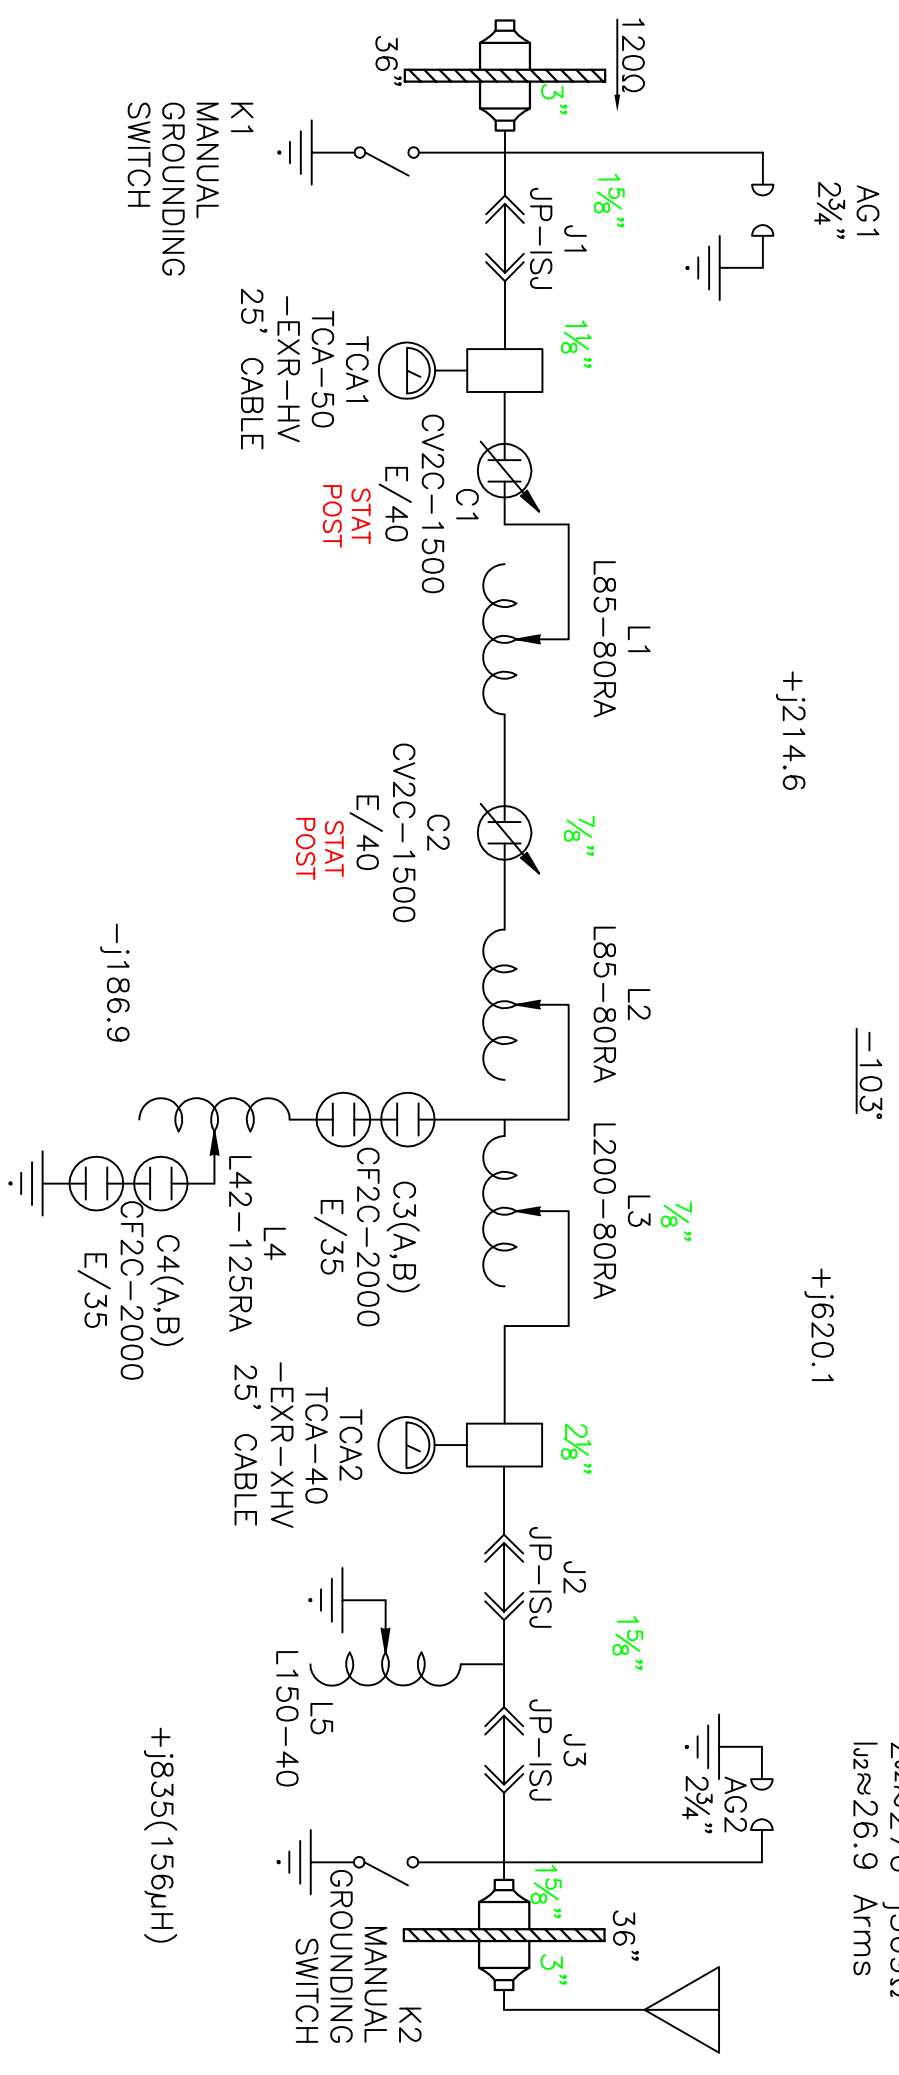 120Ω
36”
3”
K1
MANUAL
GROUNDING
SWITCH
AG1
2¾”
1⅝”
J1
JP-ISJ
1⅛”
TCA1
TCA-50
-EXR-HV
25’ CABLE
C1
CV2C-1500
E/40
STAT
POST
L1
L85-80RA
+j214.6
⅞”
C2
CV2C-1500
E/40
STAT
POST
L2
L85-80RA
-j186.9
-103°
L3
L200-80RA
⅞”
C3(A,B)
CF2C-2000
E/35
L4
L42-125RA
C4(A,B)
CF2C-2000
E/35
+j620.1
2⅛”
TCA2
TCA-40
-EXR-XHV
25’ CABLE
J2
JP-ISJ
1⅝”
L5
L150-40
+j835(156µH)
J3
JP-ISJ
AG2
2¾”
IJ2≈26.9 Arms
1⅝”
36”
3”
K2
MANUAL
GROUNDING
SWITCH